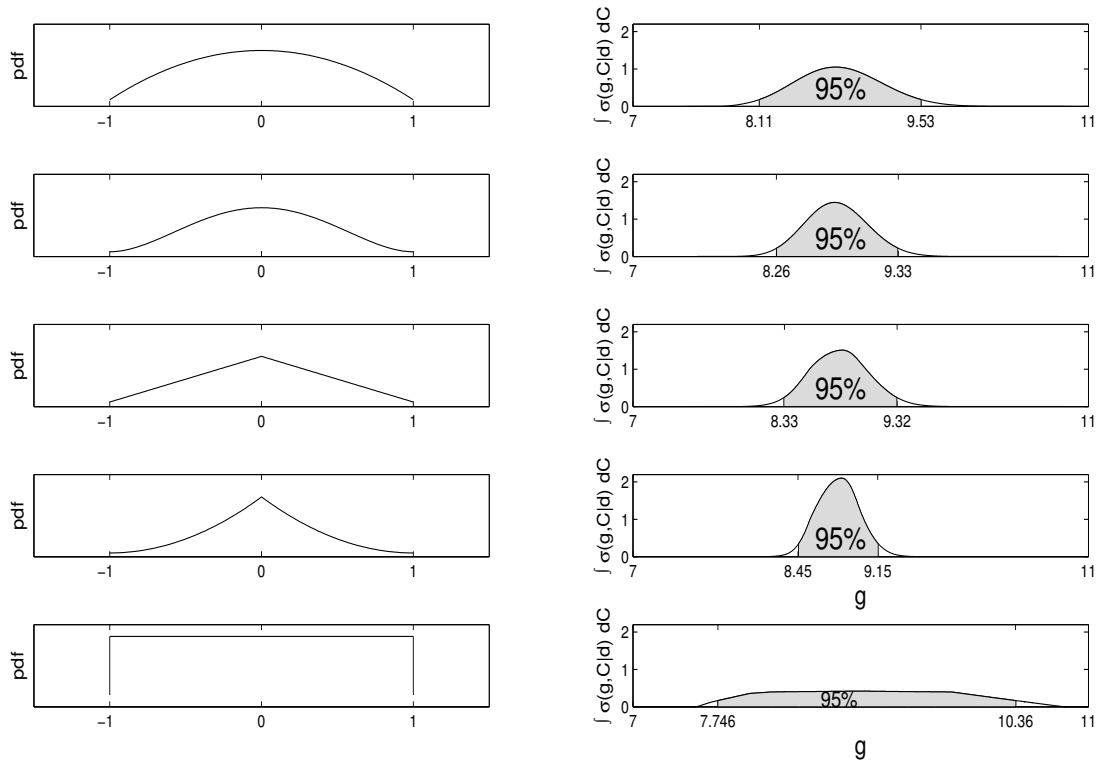 pdf
−1 0 1
∫ σ(g,C|d) dC
2
1
0
95%
7 8.11 9.53 11
pdf
−1 0 1
∫ σ(g,C|d) dC
2
1
0
95%
7 8.26 9.33 11
pdf
−1 0 1
∫ σ(g,C|d) dC
2
1
0
95%
7 8.33 9.32 11
pdf
−1 0 1
∫ σ(g,C|d) dC
2
1
0
95%
7 8.45 9.15 11
g
pdf
−1 0 1
∫ σ(g,C|d) dC
2
1
0
95%
7 7.746 10.36 11
g